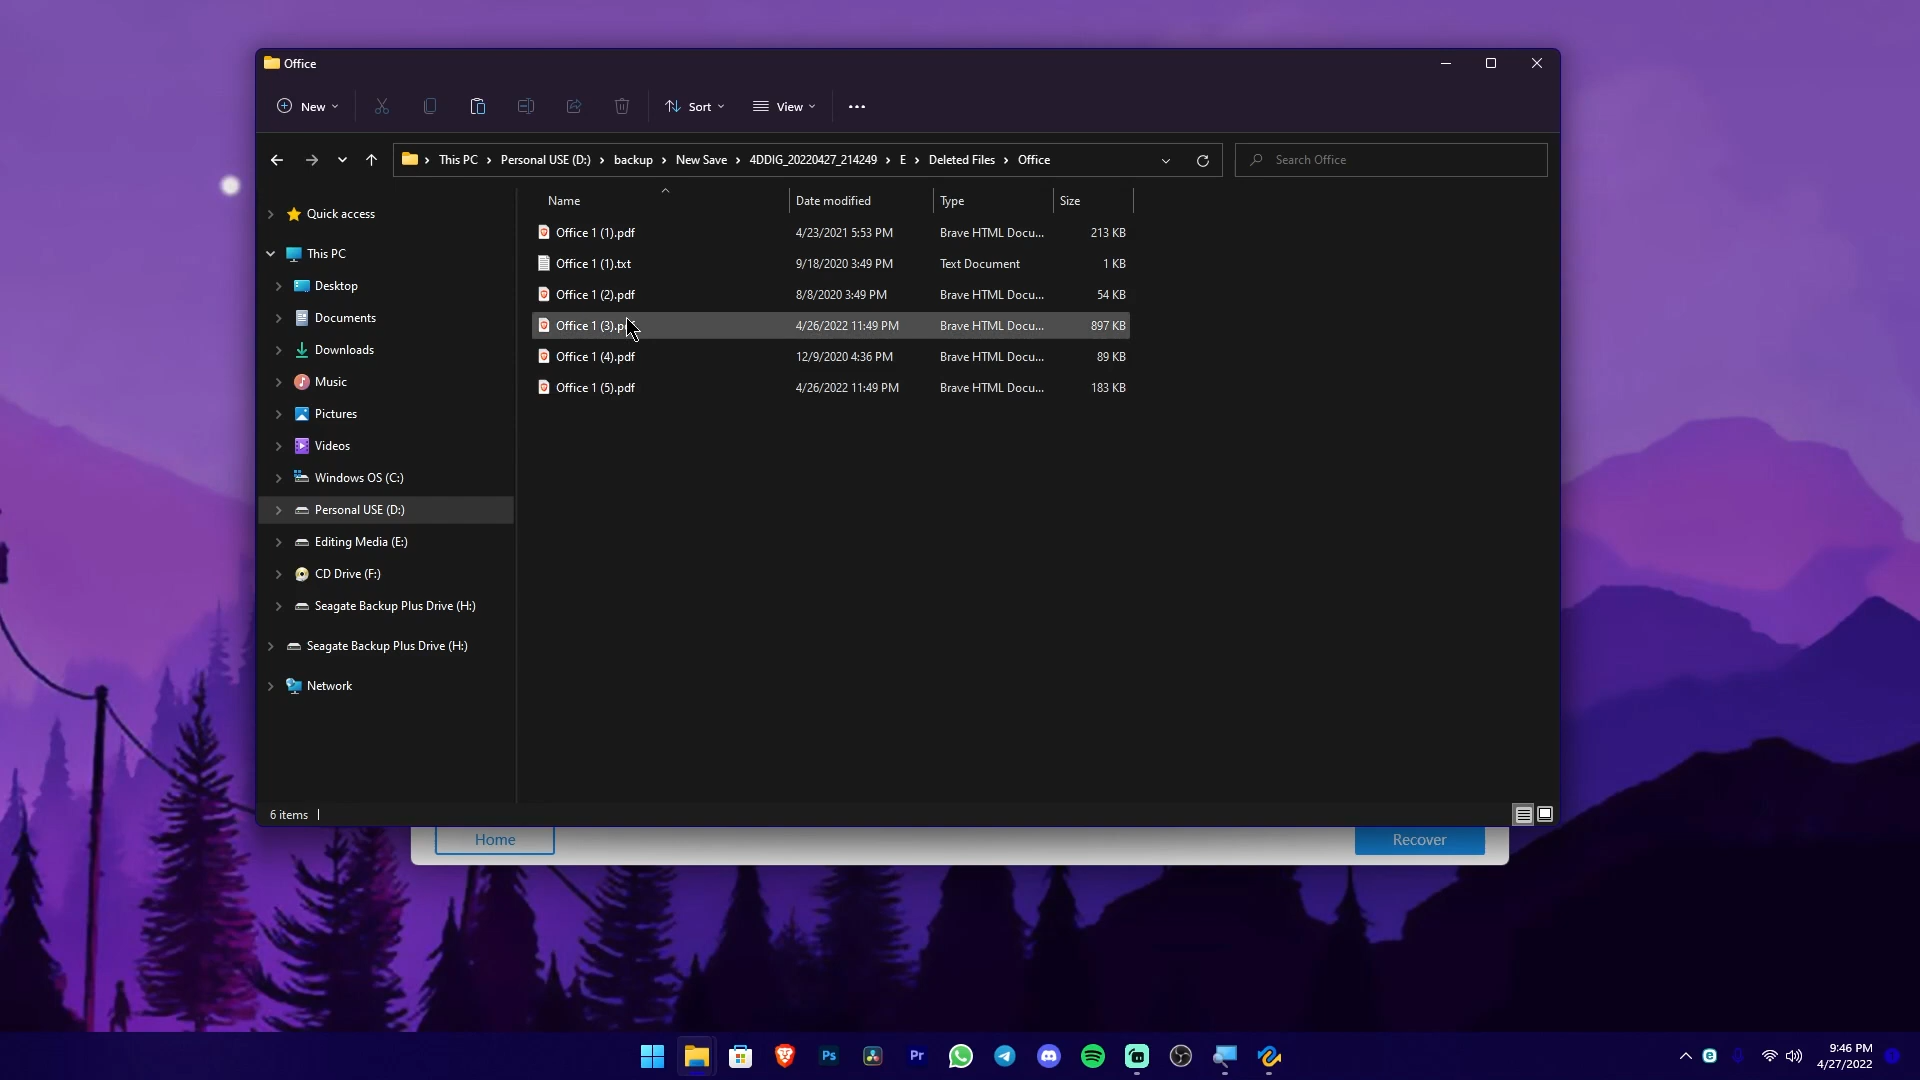 Office
New
Sort
View
This PC
Personal USE (D:)
backup
New Save
4DDIG_20220427_214249
E
Deleted Files
Office
Search Office
Name
Date modified
Type
Size
Quick access
This PC
Desktop
Documents
Downloads
Music
Pictures
Videos
Windows OS (C:)
Personal USE (D:)
Editing Media (E:)
CD Drive (F:)
Seagate Backup Plus Drive (H:)
Seagate Backup Plus Drive (H:)
Network
Office 1 (1).pdf 4/23/2021 5:53 PM Brave HTML Docu... 213 KB
Office 1 (1).txt 9/18/2020 3:49 PM Text Document 1 KB
Office 1 (2).pdf 8/8/2020 3:49 PM Brave HTML Docu... 54 KB
Office 1 (3).pdf 4/26/2022 11:49 PM Brave HTML Docu... 897 KB
Office 1 (4).pdf 12/9/2020 4:36 PM Brave HTML Docu... 89 KB
Office 1 (5).pdf 4/26/2022 11:49 PM Brave HTML Docu... 183 KB
6 items
Home
Recover
Ps
Pr
9:46 PM
4/27/2022